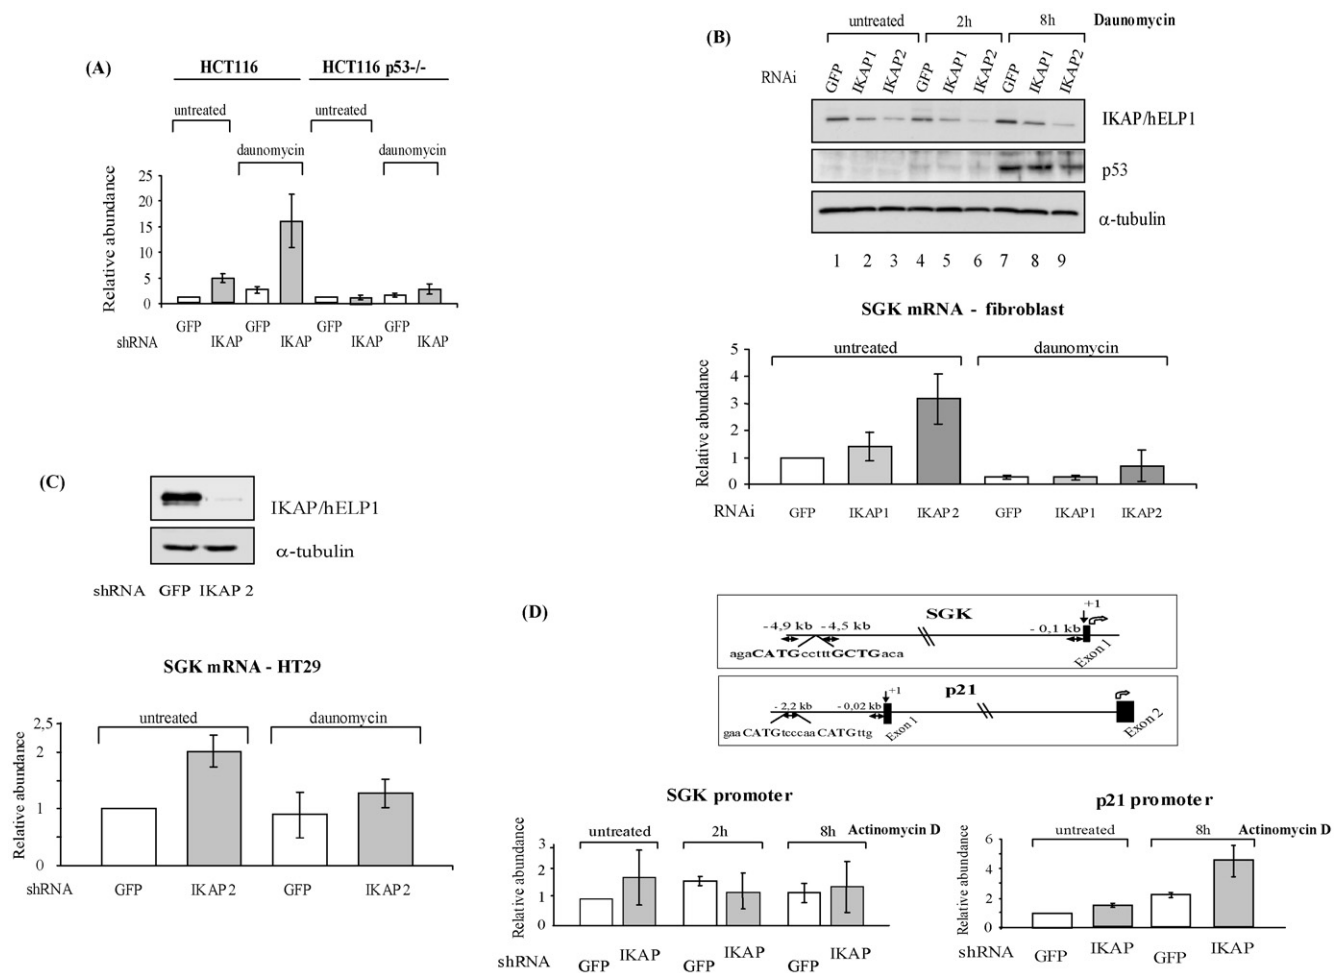 (A)
HCT116 HCT116 p53-/-
untreated untreated
daunomycin daunomycin
Relative abundance
25
20
15
10
5
0
GFP GFP GFP GFP
shRNA IKAP IKAP IKAP IKAP
(B)
untreated 2h 8h Daunomycin
RNAi GFP IKAP1 IKAP2 GFP IKAP1 IKAP2 GFP IKAP1 IKAP2
IKAP/hELP1
p53
α-tubulin
1 2 3 4 5 6 7 8 9
SGK mRNA - fibroblast
untreated daunomycin
Relative abundance
5
4
3
2
1
0
RNAi GFP IKAP1 IKAP2 GFP IKAP1 IKAP2
(C)
IKAP/hELP1
α-tubulin
shRNA GFP IKAP 2
SGK mRNA - HT29
untreated daunomycin
Relative abundance
2,5
2
1
0
shRNA GFP IKAP2 GFP IKAP2
(D)
SGK
+1
- 4,9 kb - 4,5 kb - 0,1 kb
Exon 1
agaCATGcctttGCTGaca
p21
+1
- 2,2 kb - 0,02 kb
Exon 1 Exon 2
gaaCATGtcccaaCATGttg
SGK promoter
untreated 2h 8h Actinomycin D
Relative abundance
3
2
1
0
shRNA GFP IKAP GFP IKAP GFP IKAP
p21 promoter
untreated 8h Actinomycin D
Relative abundance
6
4
2
0
shRNA GFP IKAP GFP IKAP